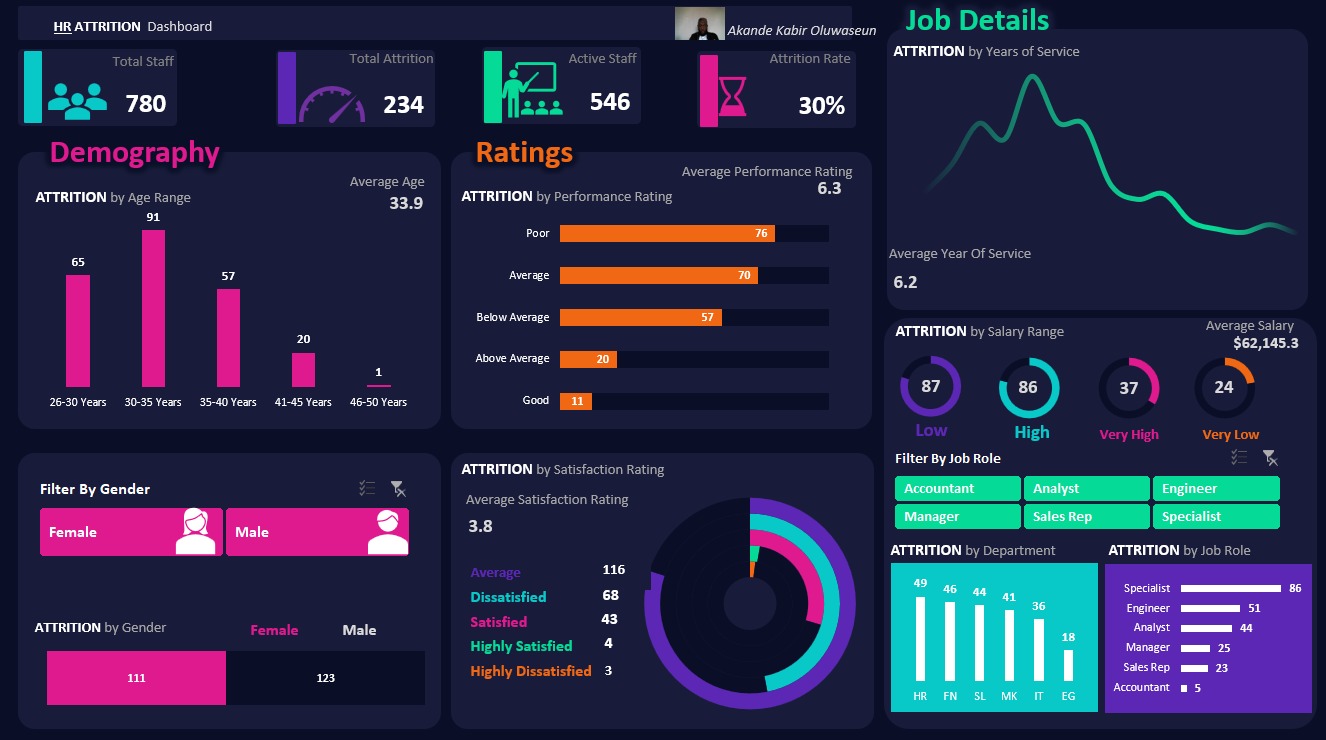 HR ATTRITION Dashboard
Akande Kabir Oluwaseun
Total Staff
780
Total Attrition
234
Active Staff
546
Attrition Rate
30%
Demography
ATTRITION by Age Range
Average Age
33.9
65
91
57
20
1
26-30 Years
30-35 Years
35-40 Years
41-45 Years
46-50 Years
Filter By Gender
Female
Male
ATTRITION by Gender
Female
Male
111
123
Ratings
Average Performance Rating
6.3
ATTRITION by Performance Rating
Poor 76
Average 70
Below Average 57
Above Average 20
Good 11
ATTRITION by Satisfaction Rating
Average Satisfaction Rating
3.8
Average 116
Dissatisfied 68
Satisfied 43
Highly Satisfied 4
Highly Dissatisfied 3
Job Details
ATTRITION by Years of Service
Average Year Of Service
6.2
ATTRITION by Salary Range
Average Salary
$62,145.3
87
Low
86
High
37
Very High
24
Very Low
Filter By Job Role
Accountant
Analyst
Engineer
Manager
Sales Rep
Specialist
ATTRITION by Department
49
46
44
41
36
18
HR
FN
SL
MK
IT
EG
ATTRITION by Job Role
Specialist 86
Engineer 51
Analyst 44
Manager 25
Sales Rep 23
Accountant 5